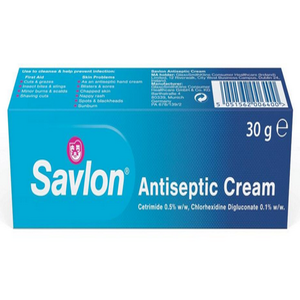 Use to cleanse & help prevent infection:
First Aid
Skin Problems
• Cuts & grazes
• As an antiseptic hand cream
• Insect bites & stings
• Blisters & sores
• Minor burns & scalds
• Chapped skin
• Shaving cuts
• Nappy rash
• Spots & blackheads
• Sunburn
Savlon Antiseptic Cream
30 g e
Savlon®
Antiseptic Cream
Cetrimide 0.5% w/w, Chlorhexidine Digluconate 0.1% w/w.